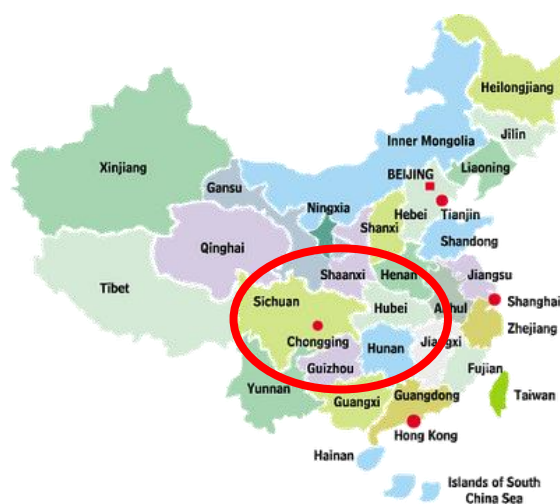 Heilongjiang
Jilin
Inner Mongolia
Xinjiang
Liaoning
BEIJING
Gansu
Ningxia
Hebei
Tianjin
Shanxi
Shandong
Qinghai
Shaanxi
Henan
Jiangsu
Tibet
Sichuan
Hubei
Anhui
Shanghai
Zhejiang
Chongging
Hunan
Jiangxi
Guizhou
Fujian
Yunnan
Guangdong
Guangxi
Taiwan
Hong Kong
Hainan
Islands of South
China Sea